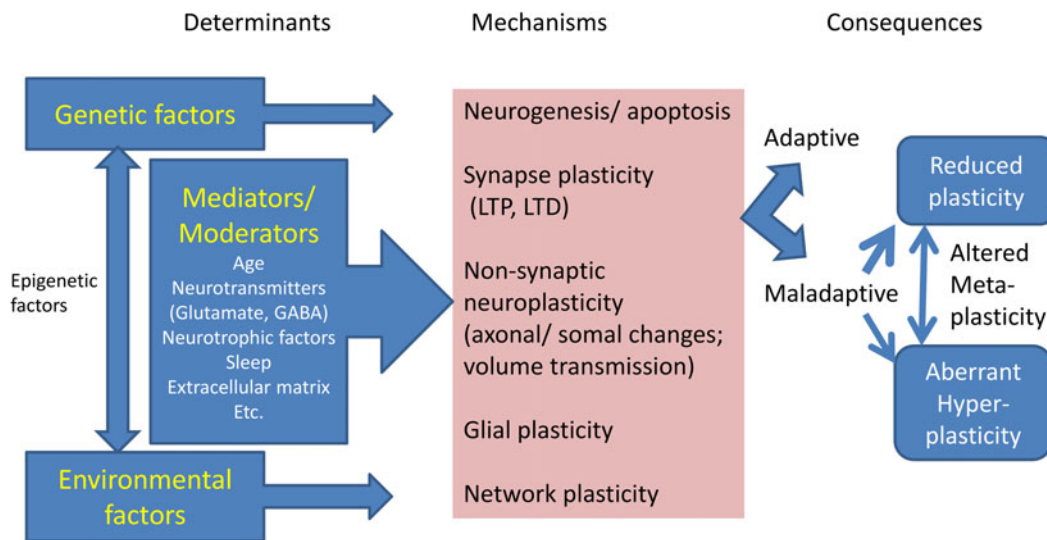 Determinants
Mechanisms
Consequences
Genetic factors
Epigenetic
factors
Mediators/
Moderators
Age
Neurotransmitters
(Glutamate, GABA)
Neurotrophic factors
Sleep
Extracellular matrix
Etc.
Environmental
factors
Neurogenesis/ apoptosis
Synapse plasticity
(LTP, LTD)
Non-synaptic
neuroplasticity
(axonal/ somal changes;
volume transmission)
Glial plasticity
Network plasticity
Adaptive
Maladaptive
Reduced
plasticity
Altered
Meta-
plasticity
Aberrant
Hyper-
plasticity